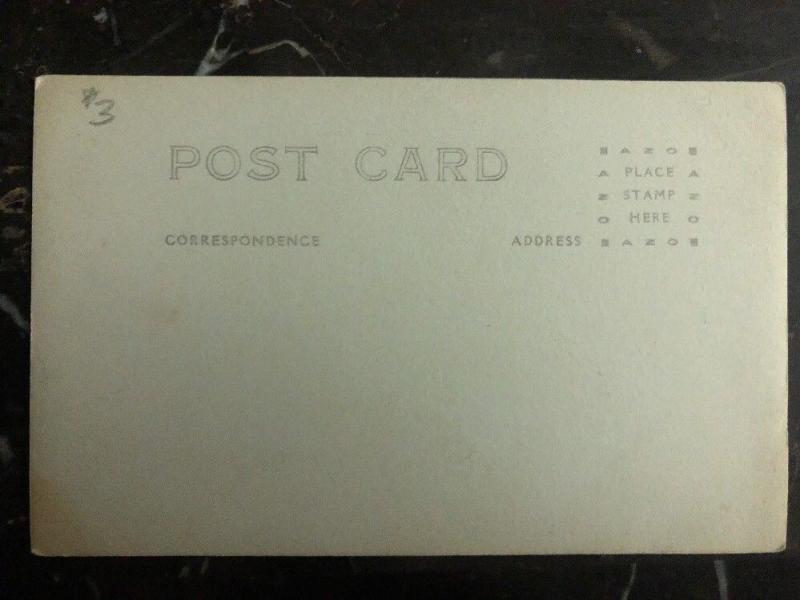 #3
POST CARD
CORRESPONDENCE
ADDRESS
AZO
A PLACE A
Z STAMP Z
O HERE O
AZO